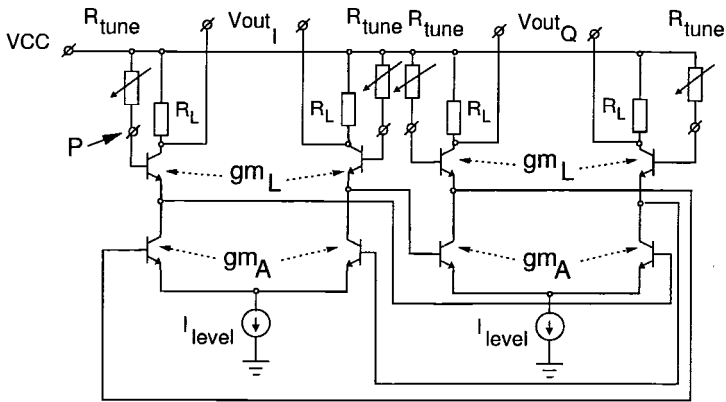 R_tune Vout_I R_tune R_tune Vout_Q R_tune
VCC
R_L R_L R_L R_L
P
gm_L gm_L
gm_A gm_A
I_level I_level